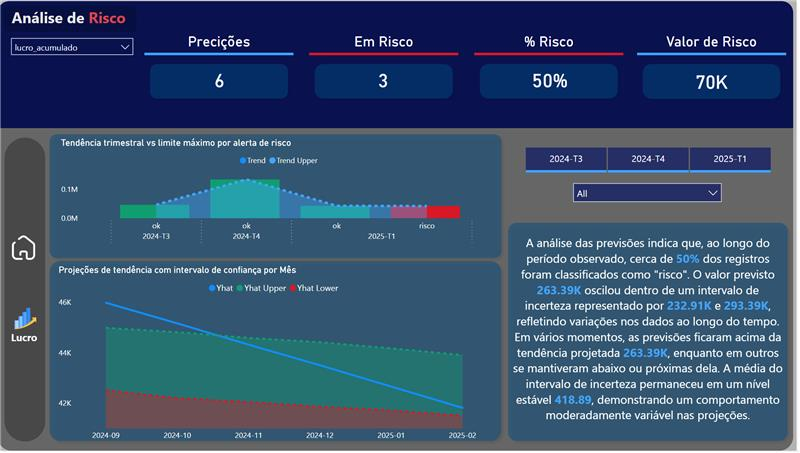 Análise de Risco
lucro_acumulado
Precições
6
Em Risco
3
% Risco
50%
Valor de Risco
70K
Tendência trimestral vs limite máximo por alerta de risco
Trend Trend Upper
0.1M
0.0M
ok ok ok risco
2024-T3 2024-T4 2025-T1
Projeções de tendência com intervalo de confiança por Mês
Yhat Yhat Upper Yhat Lower
46K
44K
42K
2024-09 2024-10 2024-11 2024-12 2025-01 2025-02
Lucro
2024-T3 2024-T4 2025-T1
All
A análise das previsões indica que, ao longo do
período observado, cerca de 50% dos registros
foram classificados como "risco". O valor previsto
263.39K oscilou dentro de um intervalo de
incerteza representado por 232.91K e 293.39K,
refletindo variações nos dados ao longo do tempo.
Em vários momentos, as previsões ficaram acima da
tendência projetada 263.39K, enquanto em outros
se mantiveram abaixo ou próximas dela. A média do
intervalo de incerteza permaneceu em um nível
estável 418.89, demonstrando um comportamento
moderadamente variável nas projeções.